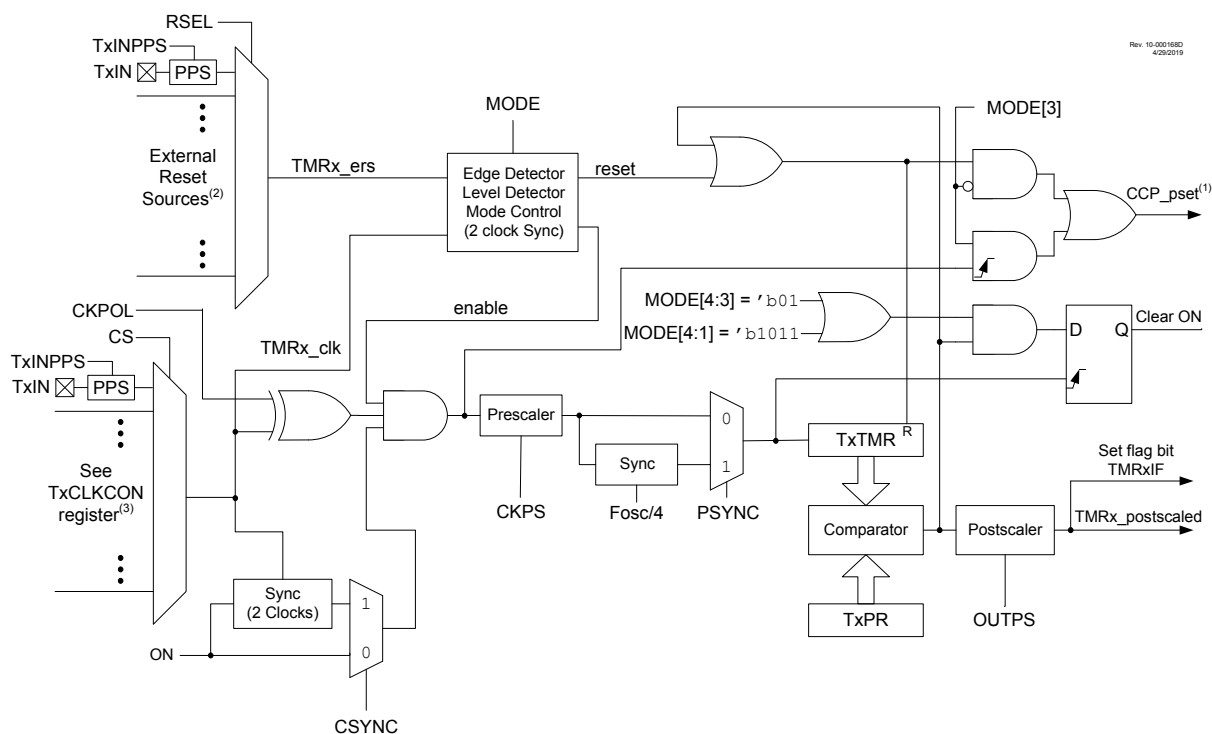 RSEL
TxINPPS
TxIN
PPS
Rev. 10-000168D
4/29/2019
MODE
MODE[3]
External
Reset
Sources(2)
TMRx_ers
Edge Detector
Level Detector
Mode Control
(2 clock Sync)
reset
CCP_pset(1)
CKPOL
CS
enable
MODE[4:3] = 'b01
MODE[4:1] = 'b1011
D
Q
Clear ON
TMRx_clk
TxINPPS
TxIN
PPS
Prescaler
0
1
Sync
CKPS
Fosc/4
PSYNC
TxTMR
R
See
TxCLKCON
register(3)
Set flag bit
TMRxIF
Comparator
Postscaler
TMRx_postscaled
Sync
(2 Clocks)
1
0
TxPR
OUTPS
ON
CSYNC